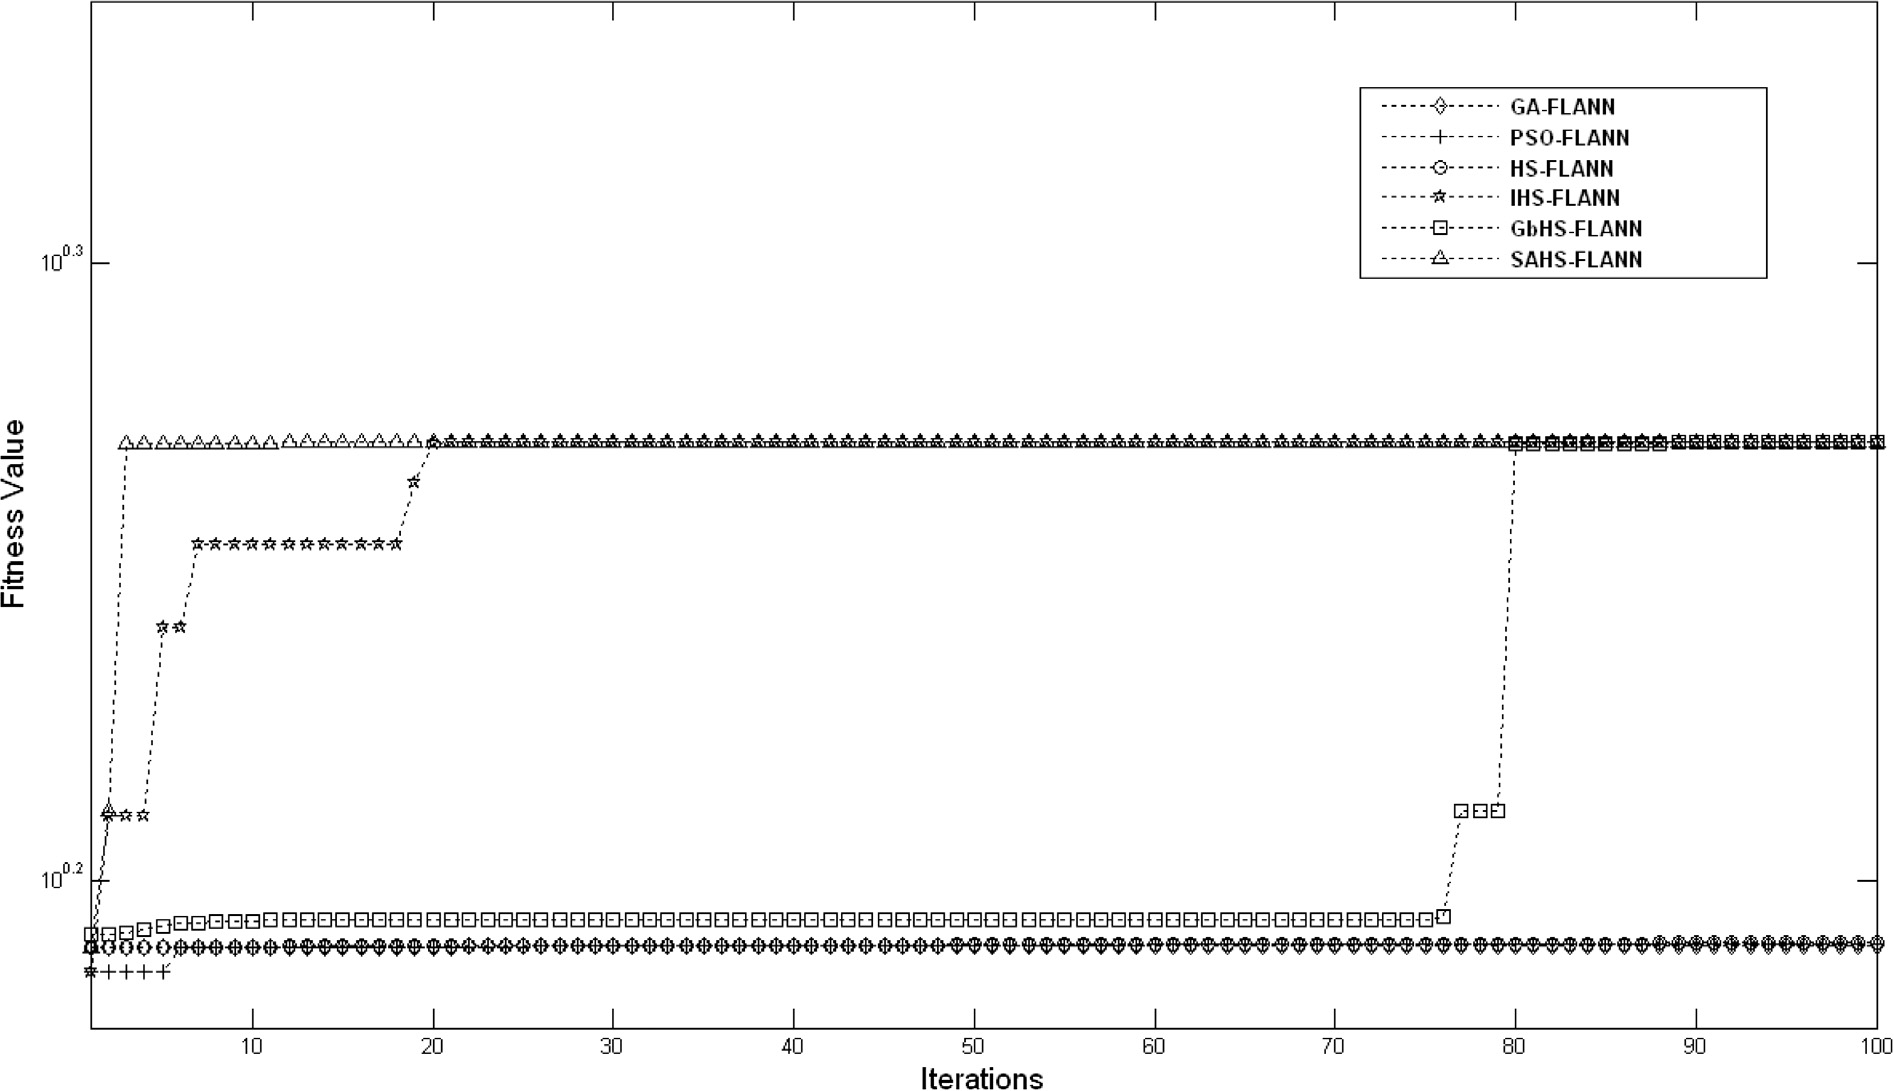 GA-FLANN
PSO-FLANN
HS-FLANN
IHS-FLANN
GbHS-FLANN
SAHS-FLANN
10^0.3
Fitness Value
10^0.2
10 20 30 40 50 60 70 80 90 100
Iterations